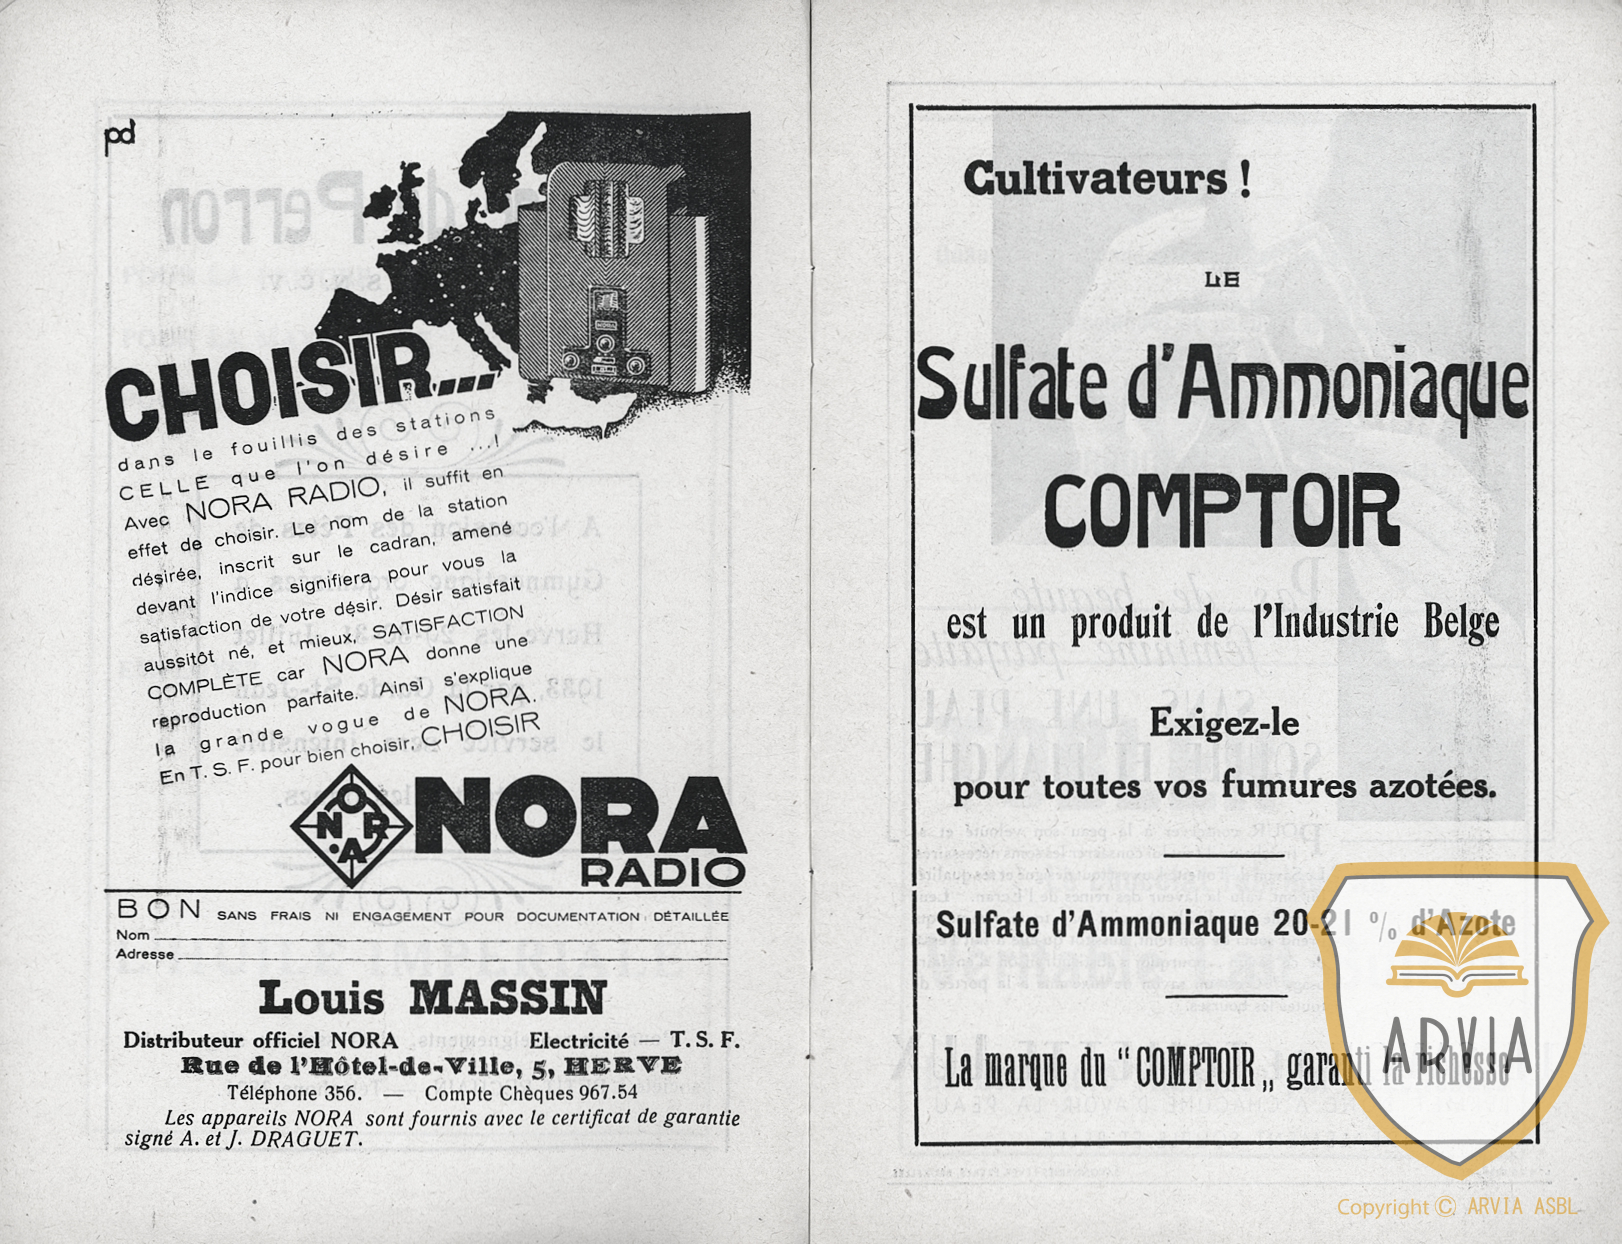 pd
CHOISIR...
dans le fouillis des stations
CELLE que l'on désire ...!
Avec NORA RADIO, il suffit en
effet de choisir. Le nom de la station
désirée, inscrit sur le cadran, amené
devant l'indice signifiera pour vous la
satisfaction de votre désir. Désir satisfait
aussitôt né, et mieux, SATISFACTION
COMPLÈTE car NORA donne une
reproduction parfaite. Ainsi s'explique
la grande vogue de NORA.
En T. S. F. pour bien choisir, CHOISIR
NORA
NORA
RADIO
BON SANS FRAIS NI ENGAGEMENT POUR DOCUMENTATION DÉTAILLÉE
Nom
Adresse
Louis MASSIN
Distributeur officiel NORA Electricité — T. S. F.
Rue de l'Hôtel-de-Ville, 5, HERVE
Téléphone 356. — Compte Chèques 967.54
Les appareils NORA sont fournis avec le certificat de garantie
signé A. et J. DRAGUET.
Cultivateurs !
LE
Sulfate d'Ammoniaque
COMPTOIR
est un produit de l'Industrie Belge
Exigez-le
pour toutes vos fumures azotées.
Sulfate d'Ammoniaque 20-21 % d'Azote
La marque du “ COMPTOIR „ garanti la richesse
ARVIA
Copyright © ARVIA ASBL